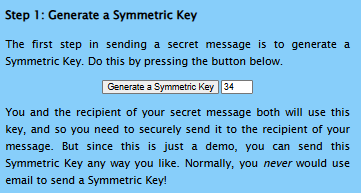 Step 1: Generate a Symmetric Key
The first step in sending a secret message is to generate a
Symmetric Key. Do this by pressing the button below.
Generate a Symmetric Key 34
You and the recipient of your secret message both will use this
key, and so you need to securely send it to the recipient of your
message. But since this is just a demo, you can send this
Symmetric Key any way you like. Normally, you never would use
email to send a Symmetric Key!